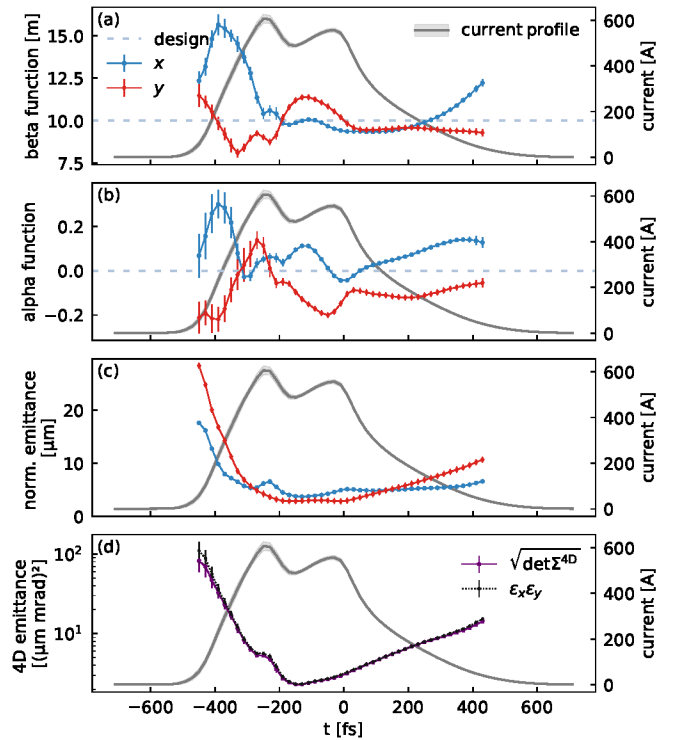 (a)
design
x
y
current profile
15.0
12.5
10.0
7.5
beta function [m]
600
400
200
0
current [A]
(b)
0.2
0.0
−0.2
alpha function
600
400
200
0
current [A]
(c)
20
10
0
norm. emittance
[μm]
600
400
200
0
current [A]
(d)
√detΣ⁴ᴰ
εₓεᵧ
10²
10¹
4D emittance
[(μm mrad)²]
600
400
200
0
current [A]
−600 −400 −200 0 200 400 600
t [fs]